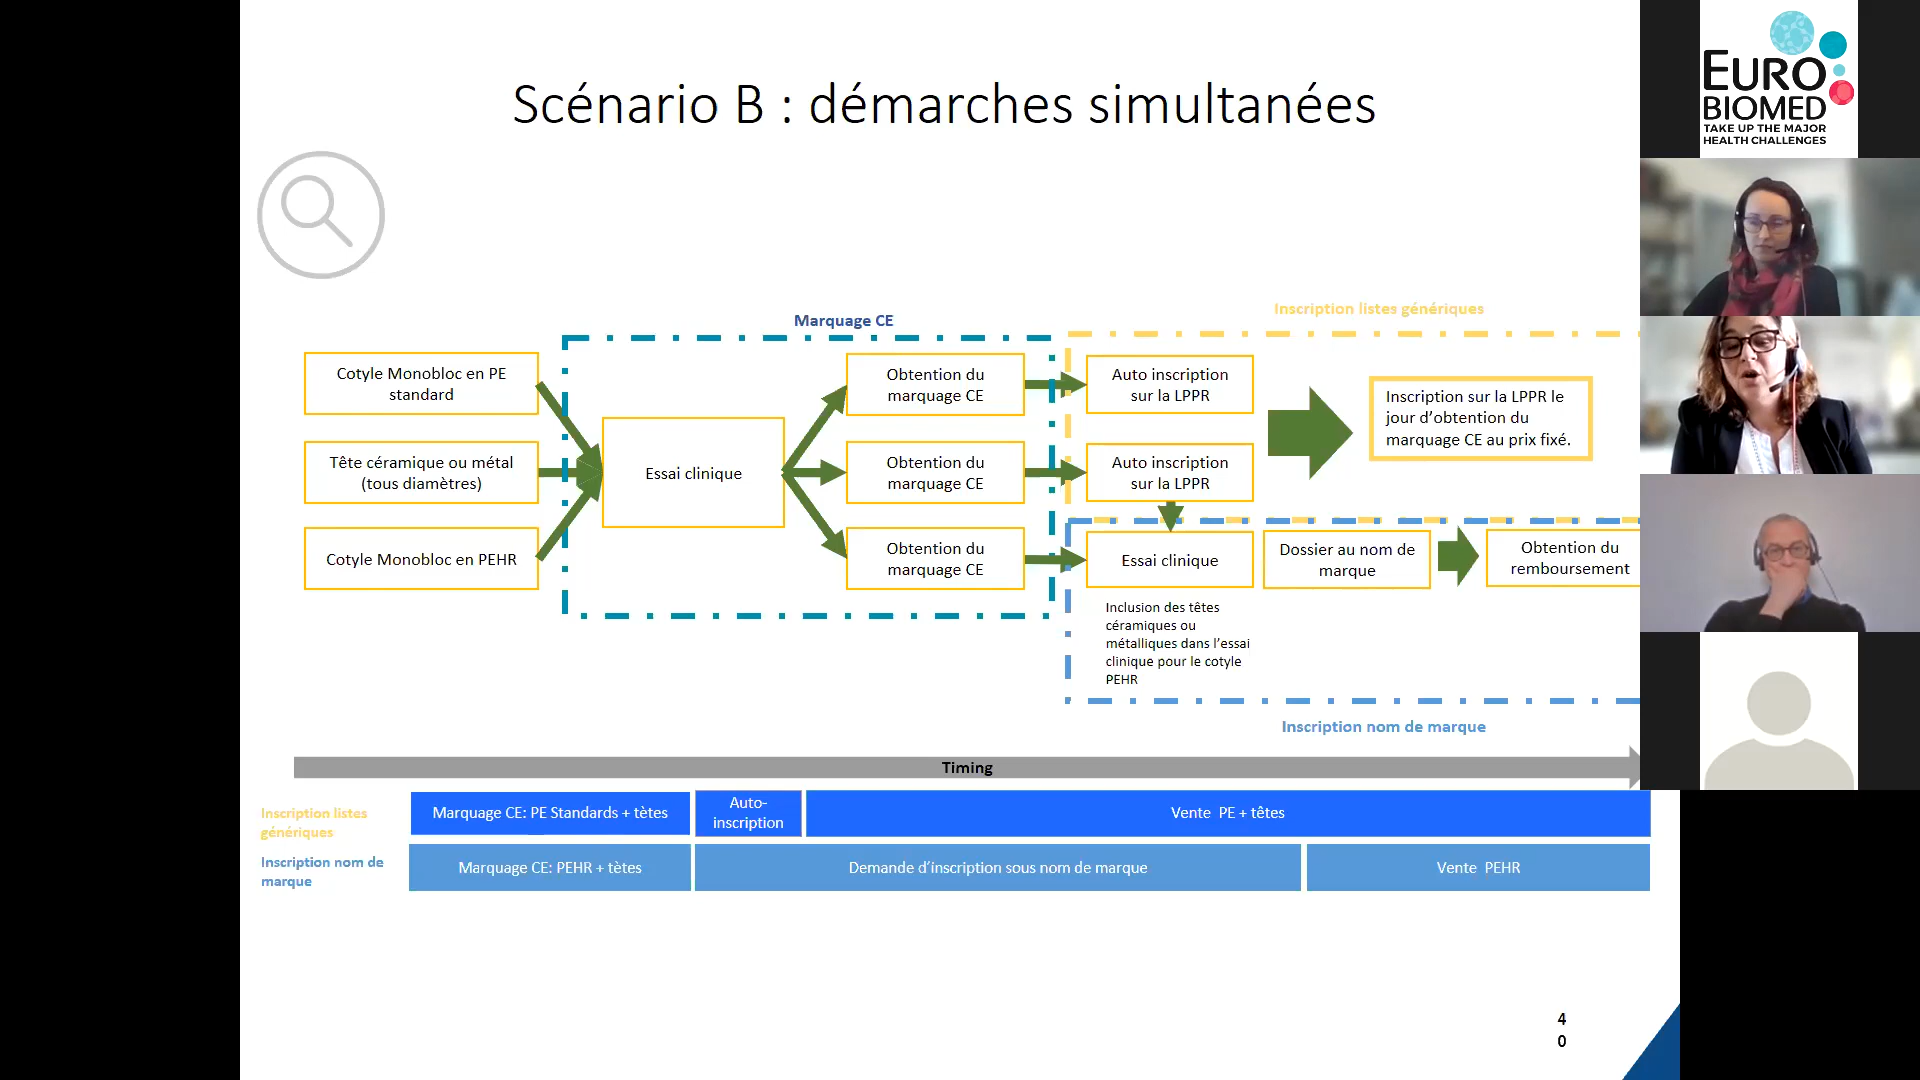 Scénario B : démarches simultanées
EURO
BIOMED
TAKE UP THE MAJOR
HEALTH CHALLENGES
Marquage CE
Inscription listes génériques
Cotyle Monobloc en PE
standard
Tête céramique ou métal
(tous diamètres)
Cotyle Monobloc en PEHR
Essai clinique
Obtention du
marquage CE
Obtention du
marquage CE
Obtention du
marquage CE
Auto inscription
sur la LPPR
Auto inscription
sur la LPPR
Inscription sur la LPPR le
jour d’obtention du
marquage CE au prix fixé.
Essai clinique
Dossier au nom de
marque
Obtention du
remboursement
Inclusion des têtes
céramiques ou
métalliques dans l’essai
clinique pour le cotyle
PEHR
Inscription nom de marque
Timing
Inscription listes
génériques
Marquage CE: PE Standards + tètes
Auto-
inscription
Vente PE + têtes
Inscription nom de
marque
Marquage CE: PEHR + tètes
Demande d’inscription sous nom de marque
Vente PEHR
4
0